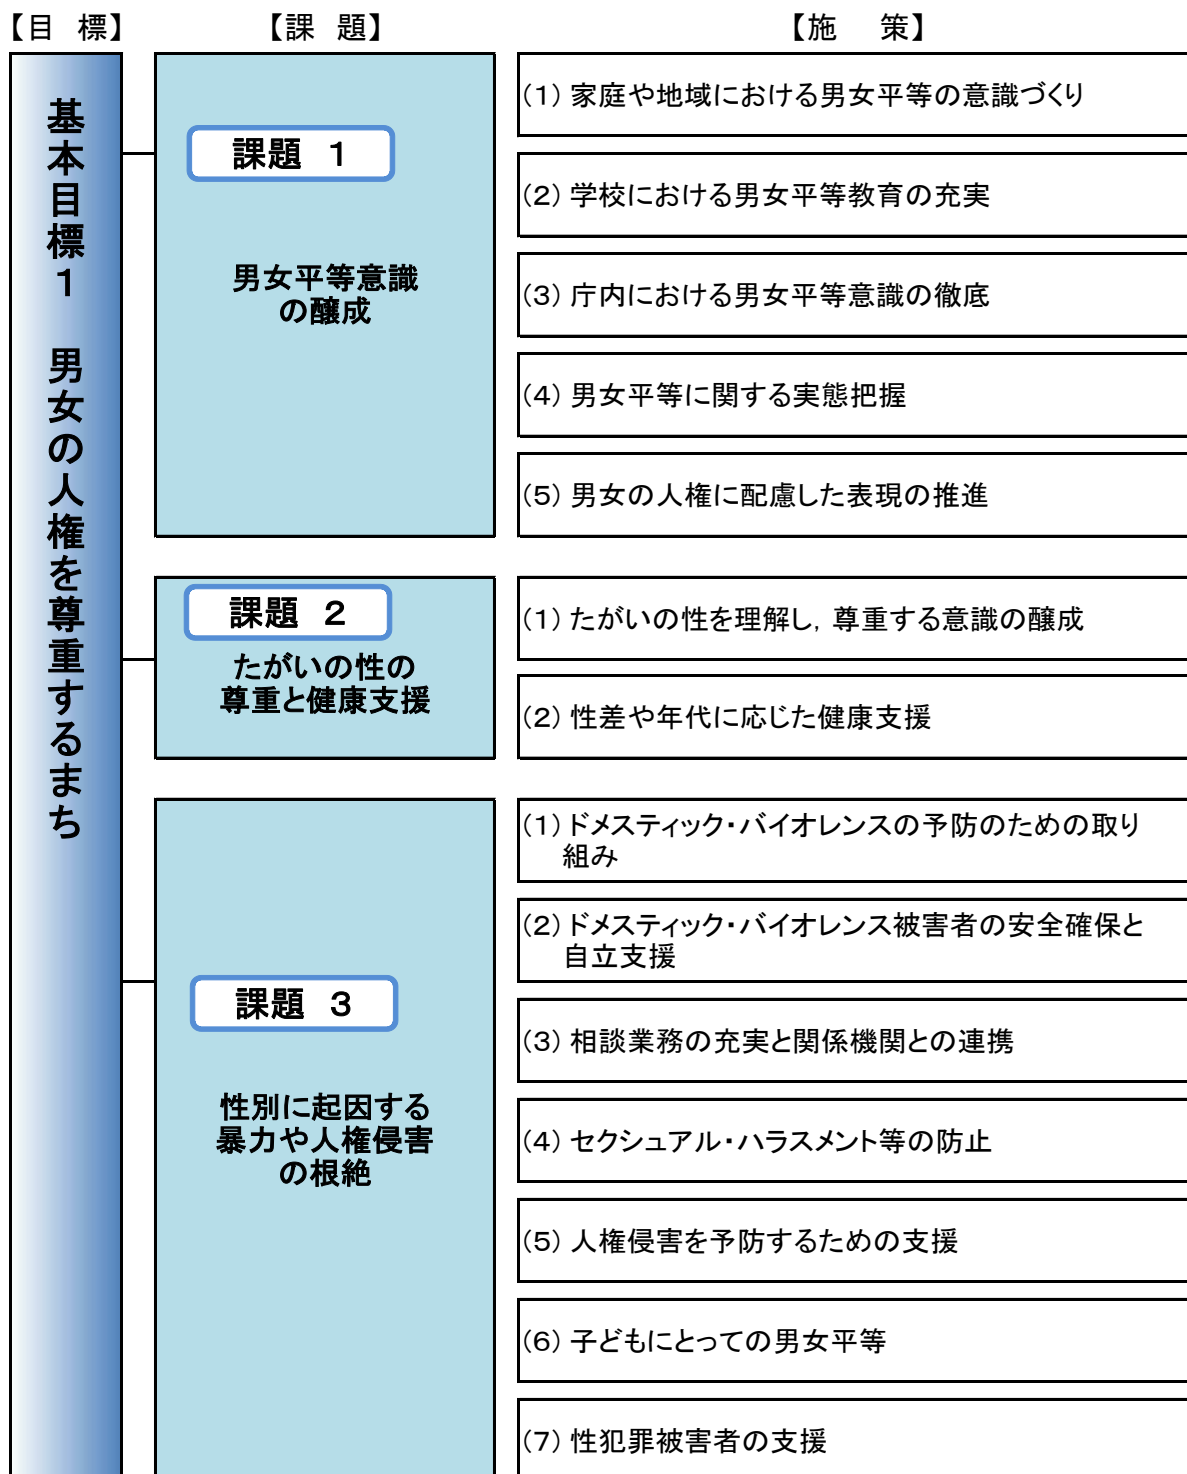 【目　標】
【課　題】
【施　　策】
基本目標１　男女の人権を尊重するまち
課題　１
男女平等意識
の醸成
（１）家庭や地域における男女平等の意識づくり
（２）学校における男女平等教育の充実
（３）庁内における男女平等意識の徹底
（４）男女平等に関する実態把握
（５）男女の人権に配慮した表現の推進
課題　２
たがいの性の
尊重と健康支援
（１）たがいの性を理解し，尊重する意識の醸成
（２）性差や年代に応じた健康支援
課題　３
性別に起因する
暴力や人権侵害
の根絶
（１）ドメスティック・バイオレンスの予防のための取り
組み
（２）ドメスティック・バイオレンス被害者の安全確保と
自立支援
（３）相談業務の充実と関係機関との連携
（４）セクシュアル・ハラスメント等の防止
（５）人権侵害を予防するための支援
（６）子どもにとっての男女平等
（７）性犯罪被害者の支援